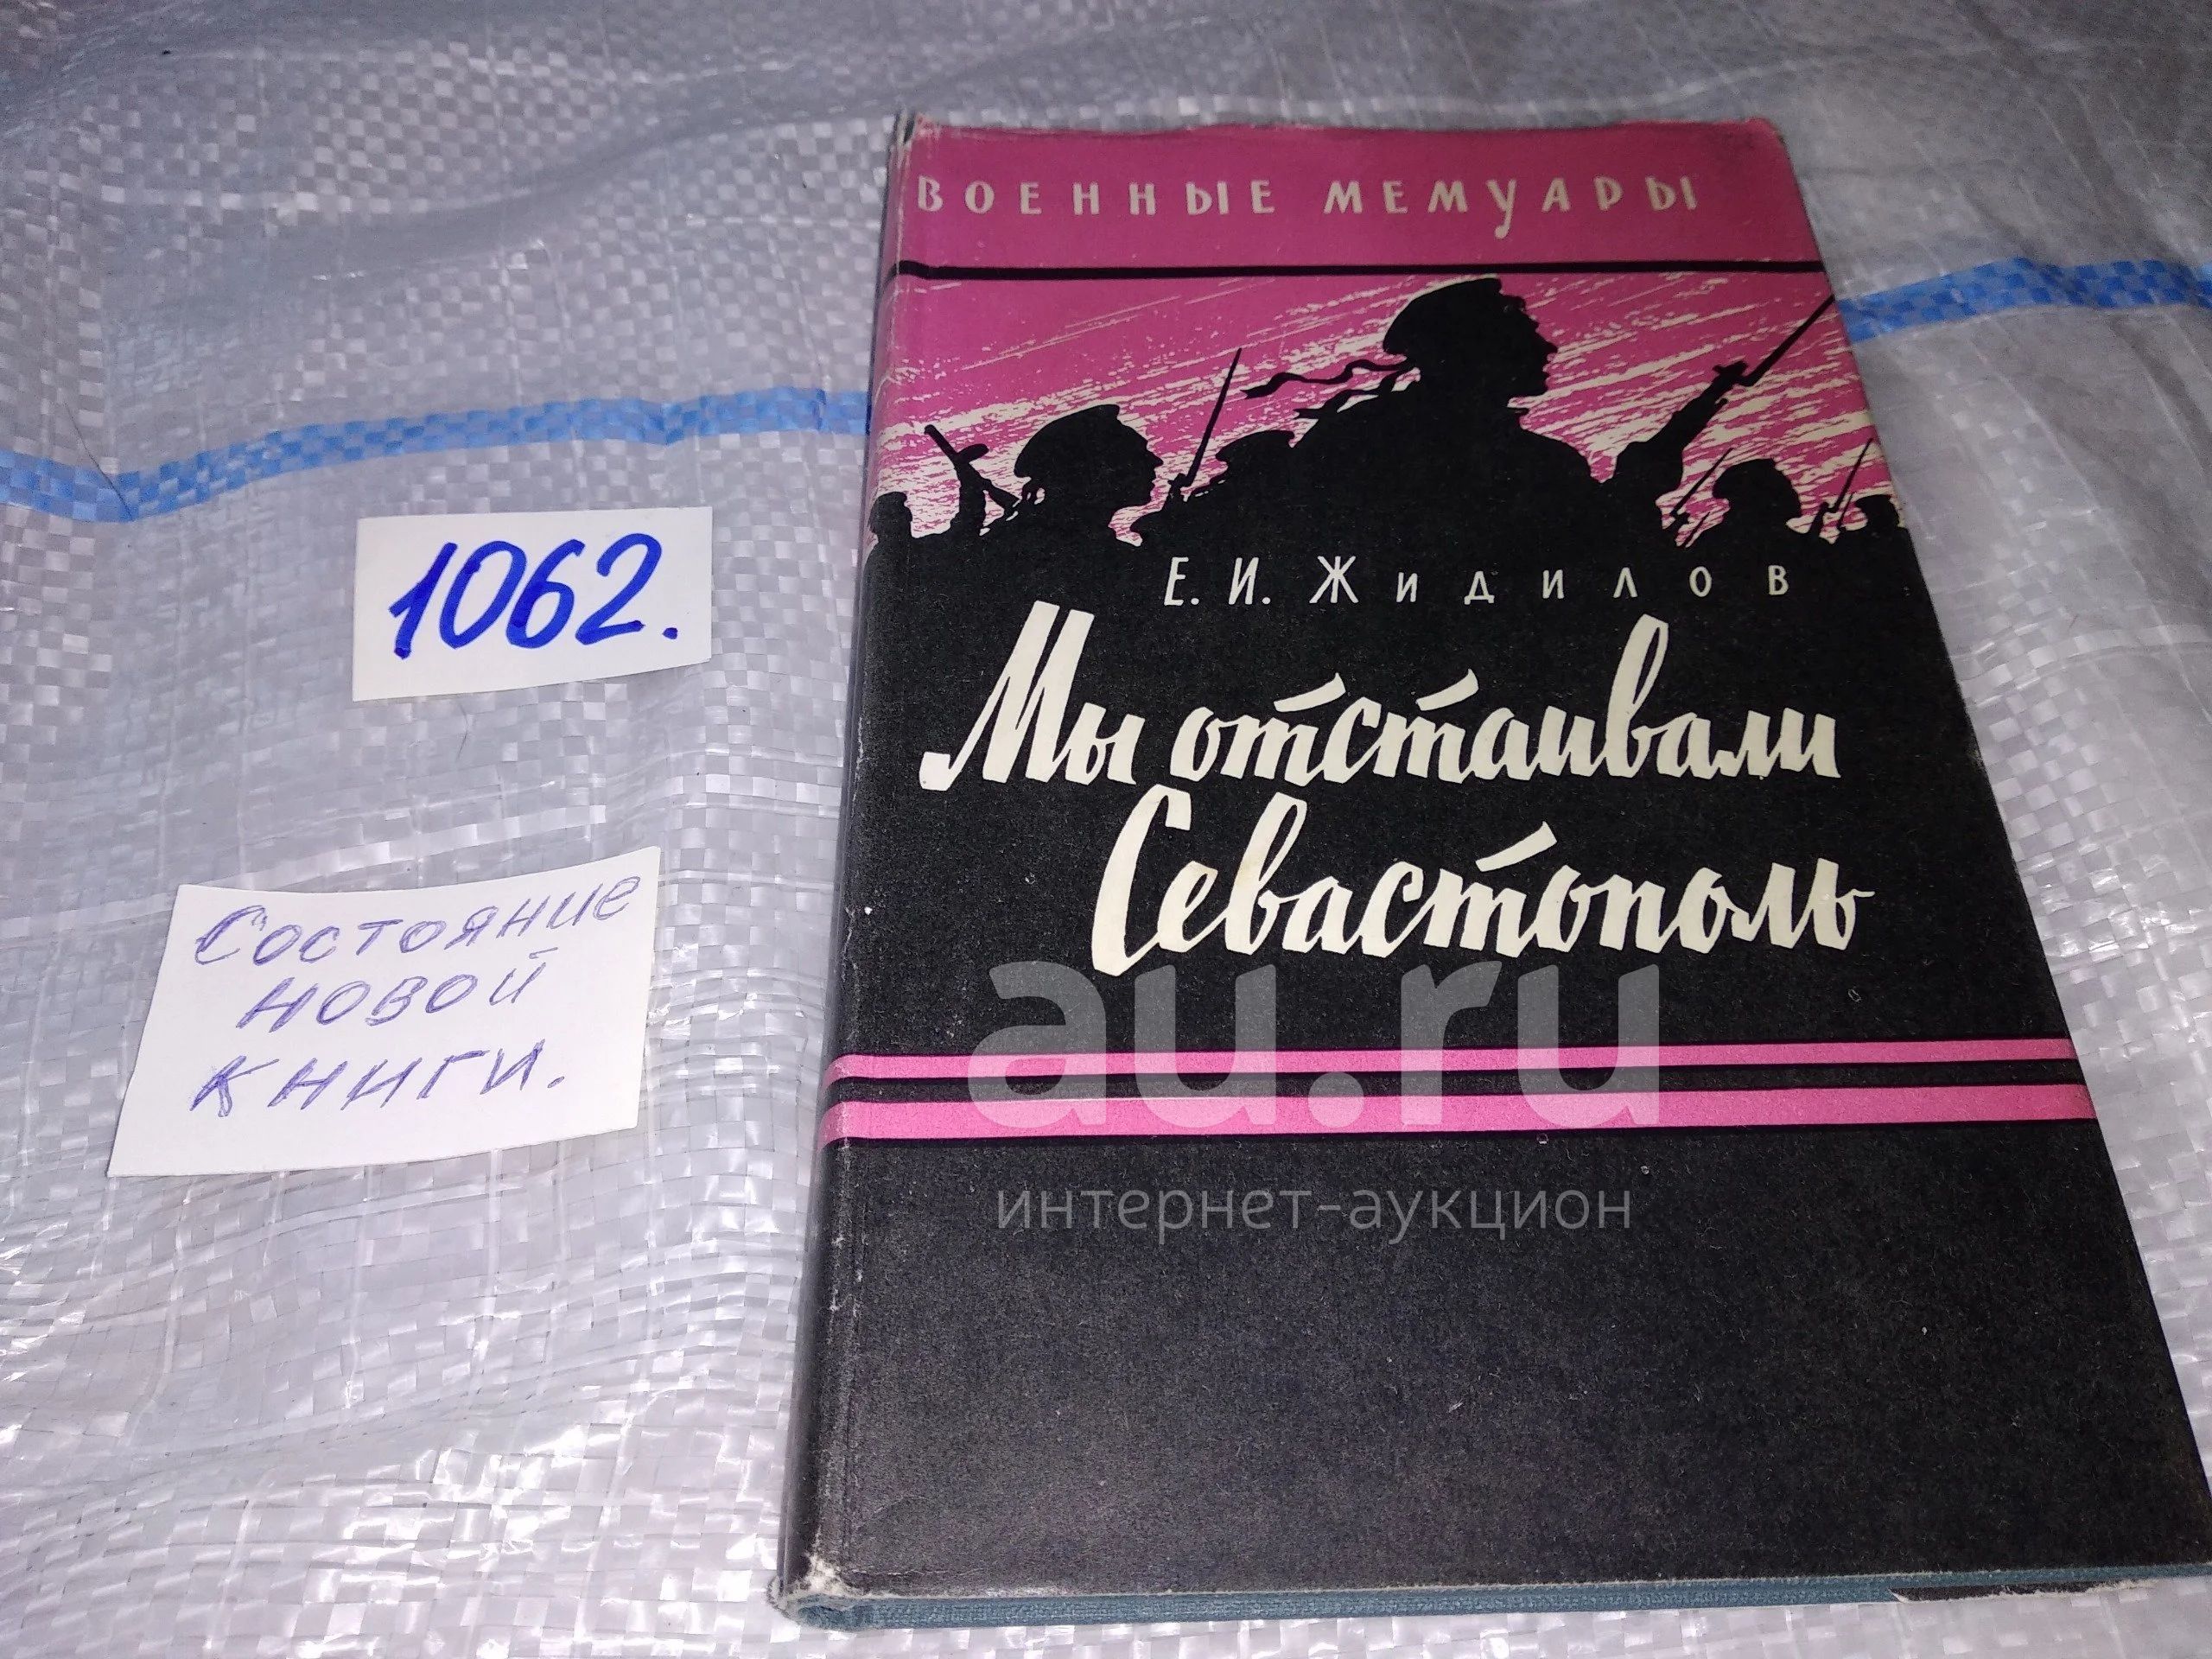 ВОЕННЫЕ МЕМУАРЫ
Е. И. Жидилов
Мы отстаивали
Севастополь
1062.
Состояние
новой
книги.
au.ru
интернет-аукцион